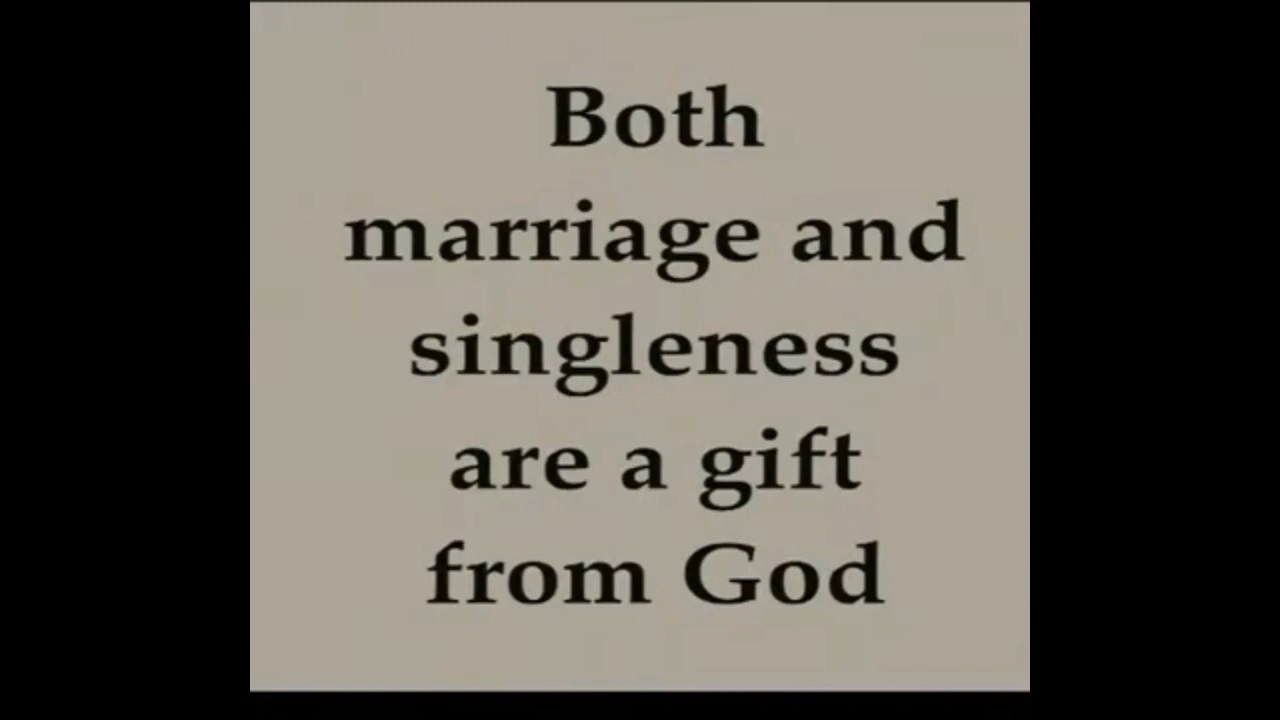 Both
marriage and
singleness
are a gift
from God